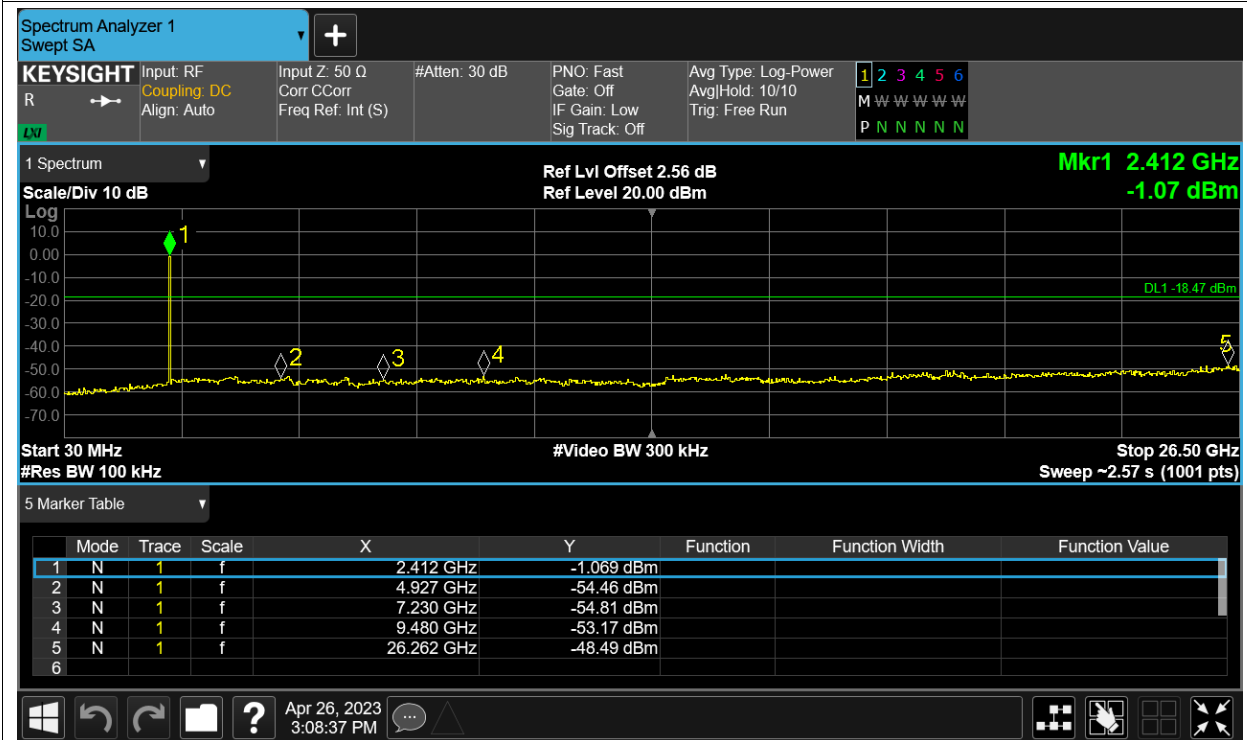 Spectrum Analyzer 1
Swept SA
KEYSIGHT
R
LXI
Input: RF
Coupling: DC
Align: Auto
Input Z: 50 Ω
Corr CCorr
Freq Ref: Int (S)
#Atten: 30 dB
PNO: Fast
Gate: Off
IF Gain: Low
Sig Track: Off
Avg Type: Log-Power
Avg|Hold: 10/10
Trig: Free Run
1 2 3 4 5 6
M W W W W W
P N N N N N
1 Spectrum
Scale/Div 10 dB
Ref Lvl Offset 2.56 dB
Ref Level 20.00 dBm
Mkr1 2.412 GHz
-1.07 dBm
Log
10.0
0.00
-10.0
-20.0
-30.0
-40.0
-50.0
-60.0
-70.0
1
DL1 -18.47 dBm
2
3
4
5
Start 30 MHz
#Res BW 100 kHz
#Video BW 300 kHz
Stop 26.50 GHz
Sweep ~2.57 s (1001 pts)
5 Marker Table
Mode Trace Scale X Y Function Function Width Function Value
1 N 1 f 2.412 GHz -1.069 dBm
2 N 1 f 4.927 GHz -54.46 dBm
3 N 1 f 7.230 GHz -54.81 dBm
4 N 1 f 9.480 GHz -53.17 dBm
5 N 1 f 26.262 GHz -48.49 dBm
6
?
Apr 26, 2023
3:08:37 PM